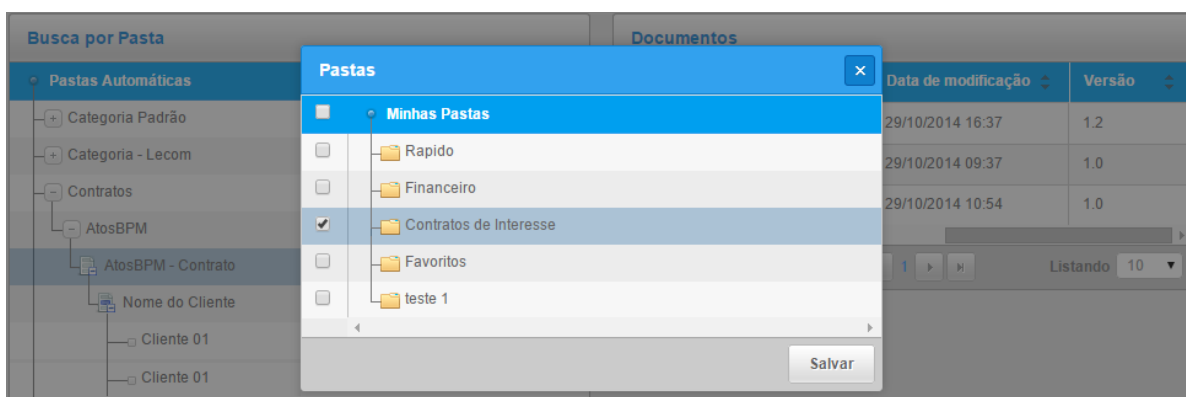 Busca por Pasta
Documentos
Pastas
Pastas Automáticas
Data de modificação
Versão
Minhas Pastas
Categoria Padrão
29/10/2014 16:37
1.2
Rapido
Categoria - Lecom
29/10/2014 09:37
1.0
Financeiro
Contratos
29/10/2014 10:54
1.0
Contratos de Interesse
AtosBPM
Favoritos
AtosBPM - Contrato
1
Listando 10
teste 1
Nome do Cliente
Cliente 01
Salvar
Cliente 01